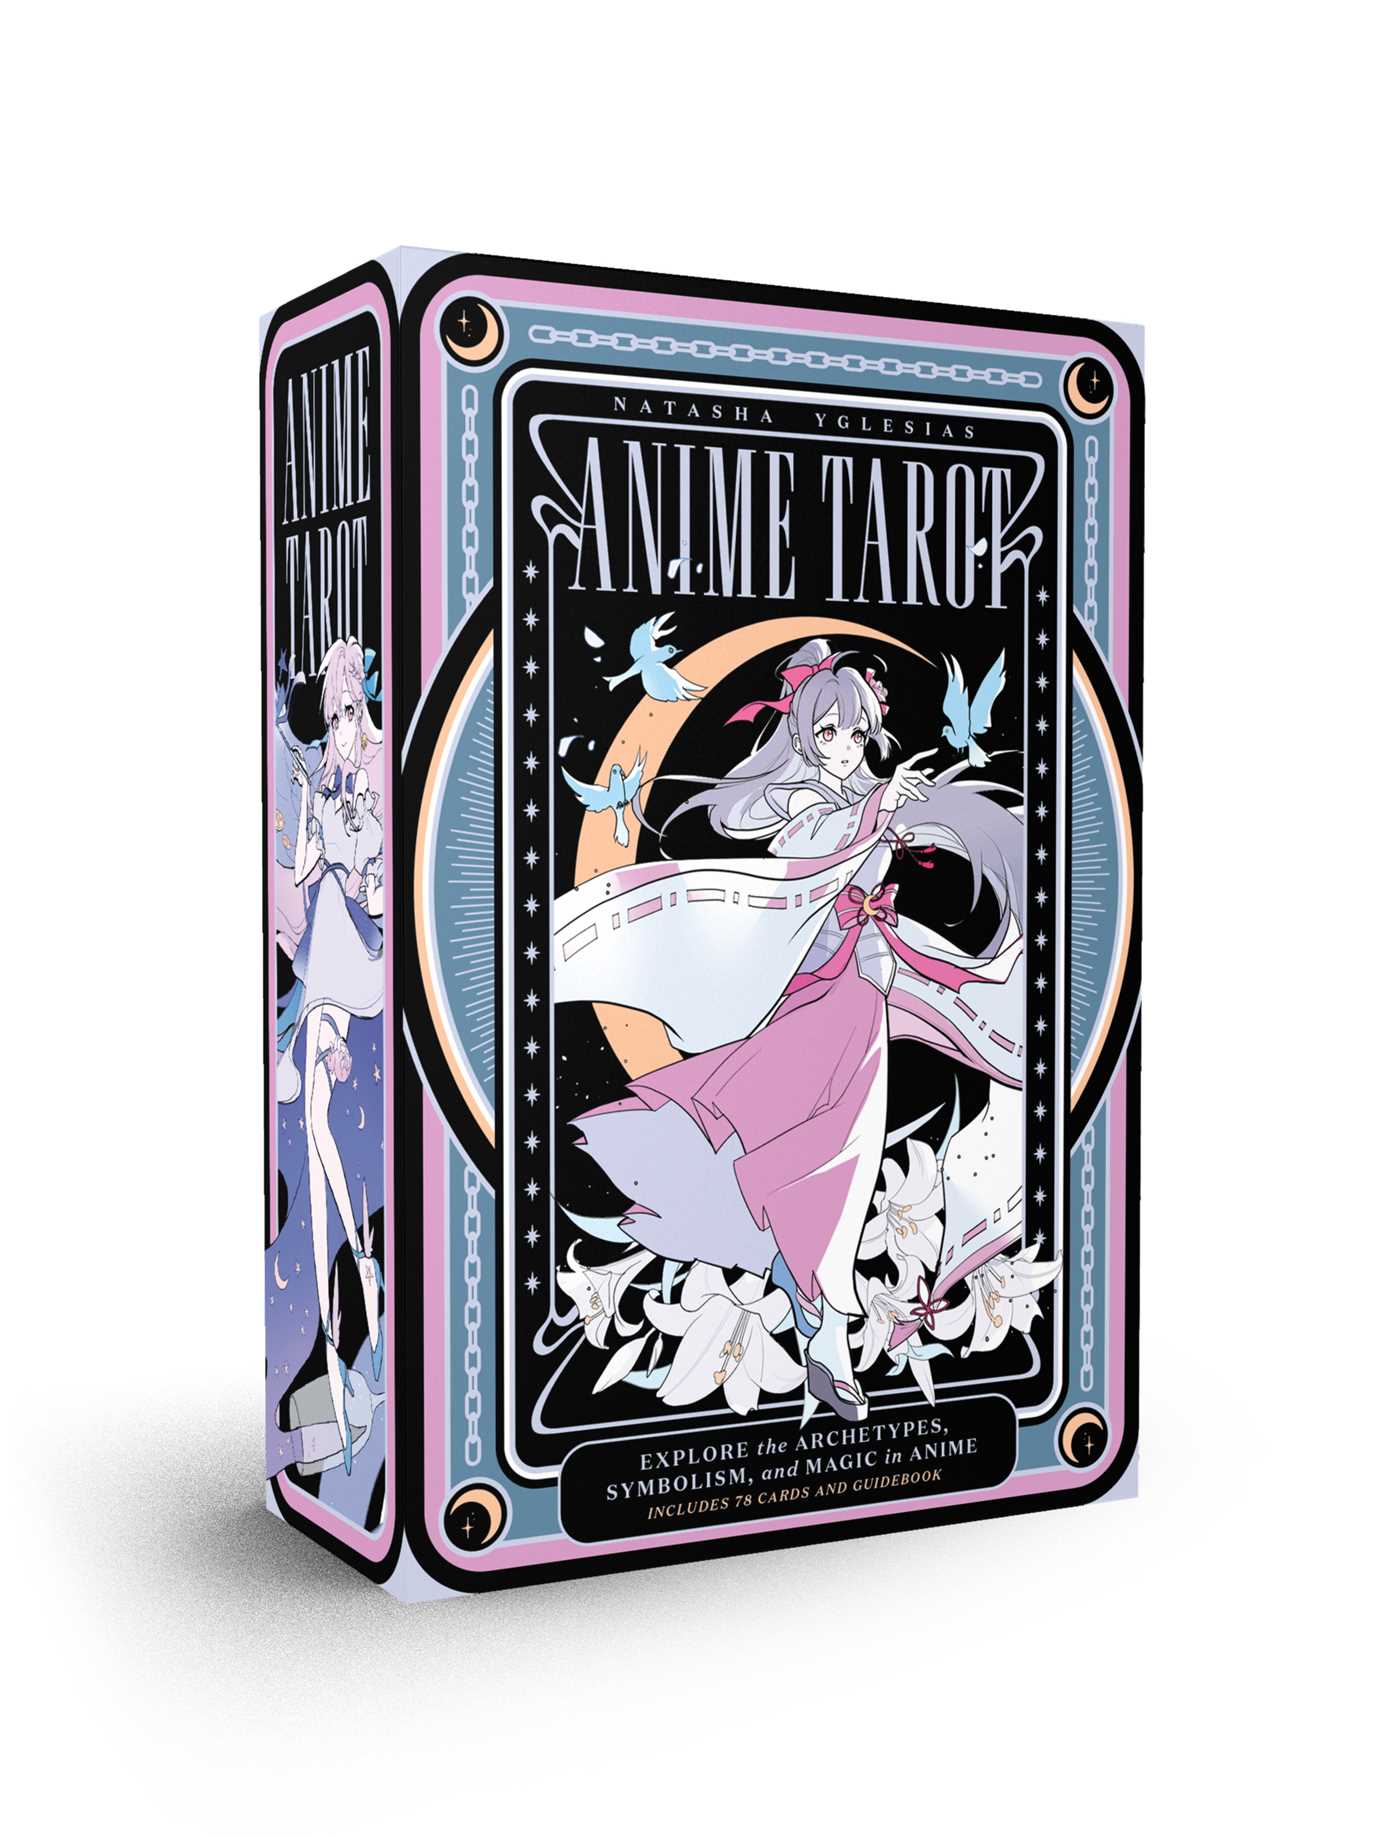 ANIME
TAROT
NATASHA YGLESIAS
ANIME TAROT
EXPLORE the ARCHETYPES,
SYMBOLISM, and MAGIC in ANIME
INCLUDES 78 CARDS AND GUIDEBOOK